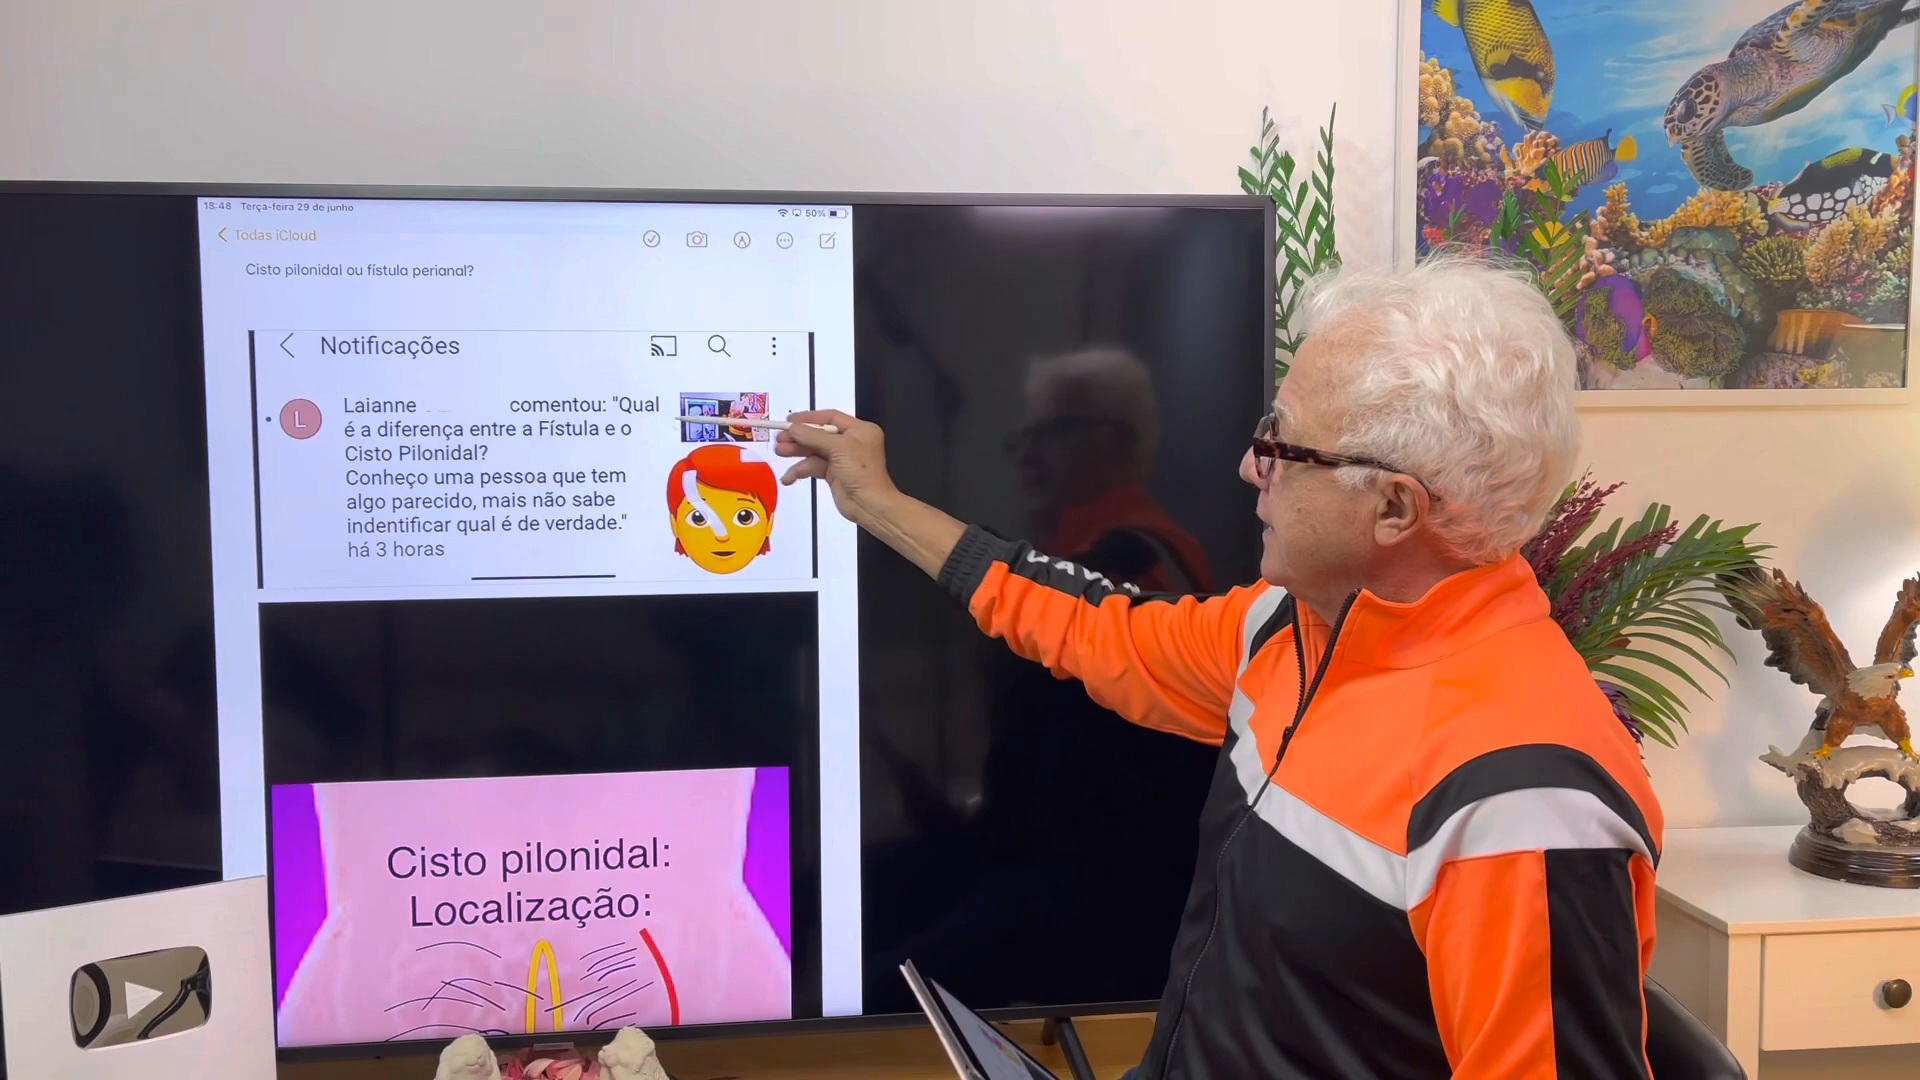 18:48 Terça-feira 29 de junho
50%
Todas iCloud
Cisto pilonidal ou fístula perianal?
Notificações
L
Laianne comentou: "Qual
é a diferença entre a Fístula e o
Cisto Pilonidal?
Conheço uma pessoa que tem
algo parecido, mais não sabe
indentificar qual é de verdade."
há 3 horas
Cisto pilonidal:
Localização: